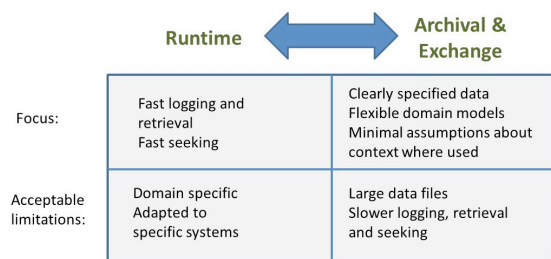 Runtime
Archival &
Exchange
Focus:
Fast logging and
retrieval
Fast seeking
Clearly specified data
Flexible domain models
Minimal assumptions about
context where used
Acceptable
limitations:
Domain specific
Adapted to
specific systems
Large data files
Slower logging, retrieval
and seeking